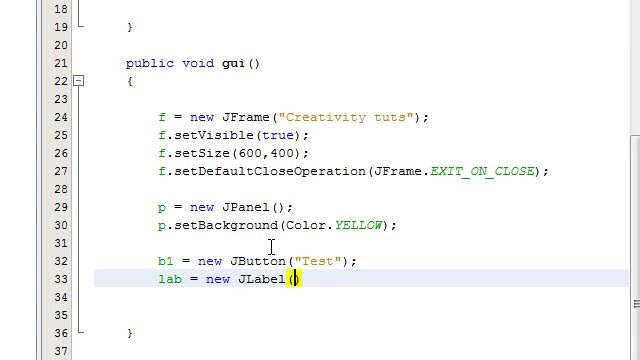 18
19 }
20
21 public void gui()
22 {
23
24 f = new JFrame("Creativity tuts");
25 f.setVisible(true);
26 f.setSize(600,400);
27 f.setDefaultCloseOperation(JFrame.EXIT_ON_CLOSE);
28
29 p = new JPanel();
30 p.setBackground(Color.YELLOW);
31
32 b1 = new JButton("Test");
33 lab = new JLabel()
34
35
36 }
37